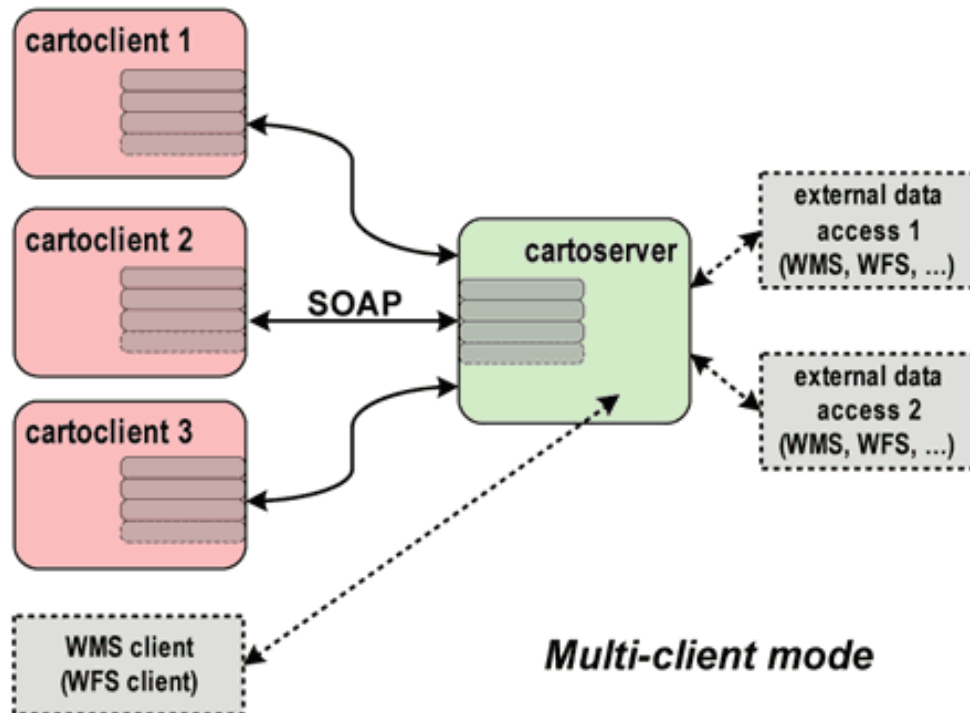 cartoclient 1
cartoclient 2
cartoclient 3
WMS client
(WFS client)
SOAP
cartoserver
external data
access 1
(WMS, WFS, ...)
external data
access 2
(WMS, WFS, ...)
Multi-client mode